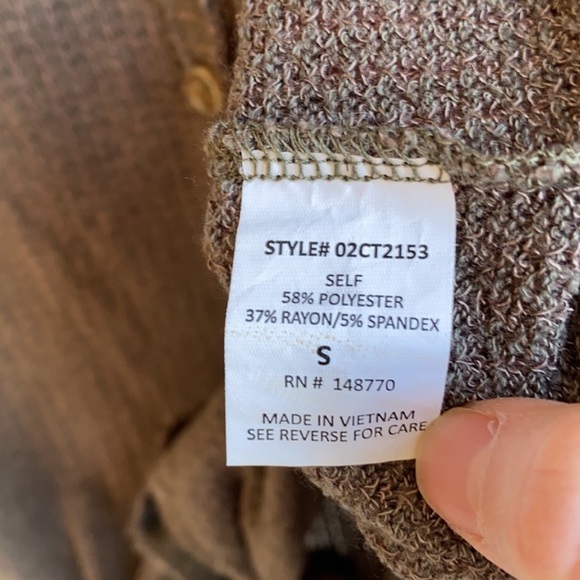 STYLE# 02CT2153
SELF
58% POLYESTER
37% RAYON/5% SPANDEX
S
RN # 148770
MADE IN VIETNAM
SEE REVERSE FOR CARE